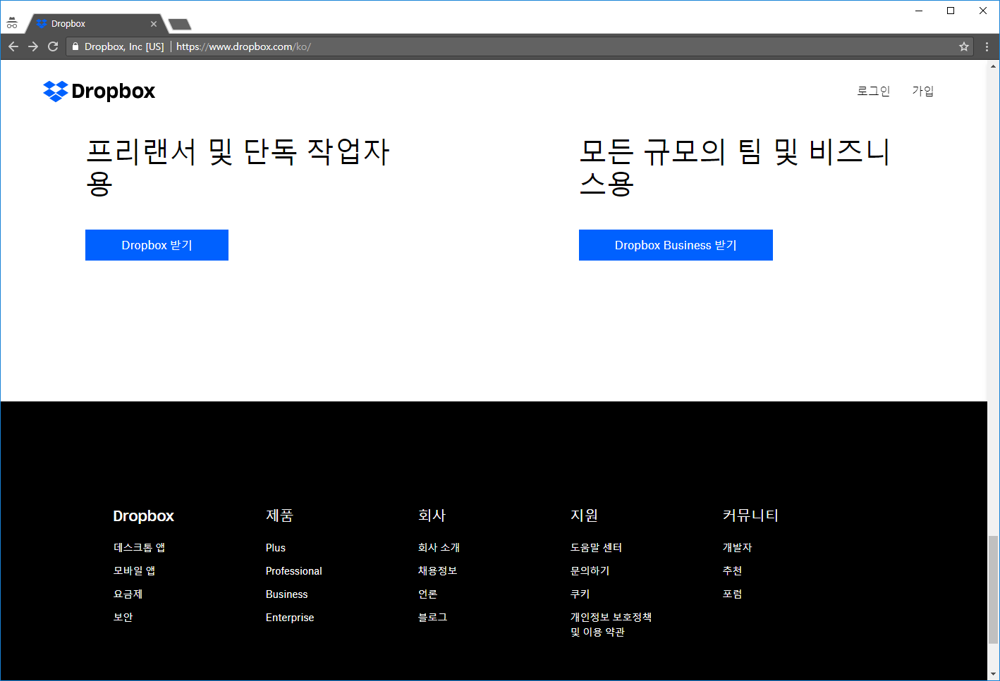 Dropbox
Dropbox, Inc [US] | https://www.dropbox.com/ko/
Dropbox
로그인
가입
프리랜서 및 단독 작업자
용
Dropbox 받기
모든 규모의 팀 및 비즈니
스용
Dropbox Business 받기
Dropbox
데스크톱 앱
모바일 앱
요금제
보안
제품
Plus
Professional
Business
Enterprise
회사
회사 소개
채용정보
언론
블로그
지원
도움말 센터
문의하기
쿠키
개인정보 보호정책
및 이용 약관
커뮤니티
개발자
추천
포럼